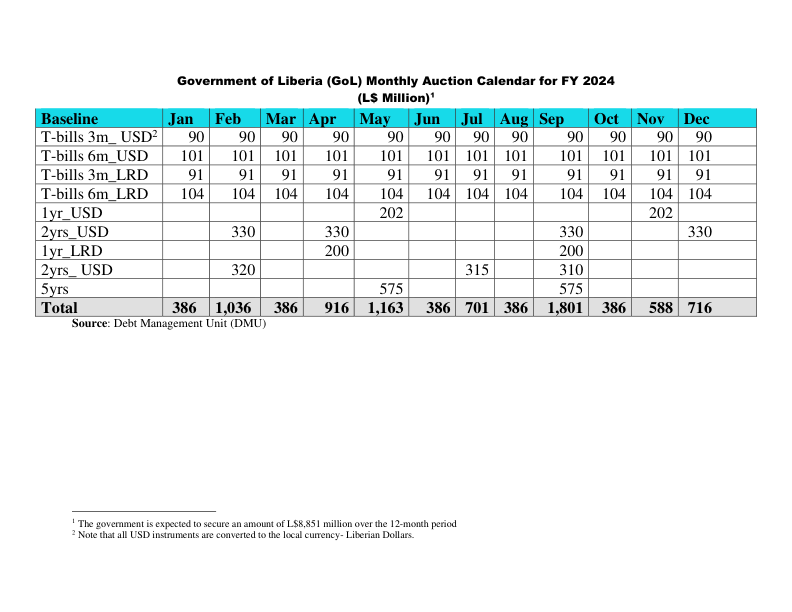 Government of Liberia (GoL) Monthly Auction Calendar for FY 2024
(L$ Million)¹
Baseline Jan Feb Mar Apr May Jun Jul Aug Sep Oct Nov Dec
T-bills 3m_ USD² 90 90 90 90 90 90 90 90 90 90 90 90
T-bills 6m_USD 101 101 101 101 101 101 101 101 101 101 101 101
T-bills 3m_LRD 91 91 91 91 91 91 91 91 91 91 91 91
T-bills 6m_LRD 104 104 104 104 104 104 104 104 104 104 104 104
1yr_USD 202 202
2yrs_USD 330 330 330 330
1yr_LRD 200 200
2yrs_ USD 320 315 310
5yrs 575 575
Total 386 1,036 386 916 1,163 386 701 386 1,801 386 588 716
Source: Debt Management Unit (DMU)
¹ The government is expected to secure an amount of L$8,851 million over the 12-month period
² Note that all USD instruments are converted to the local currency- Liberian Dollars.